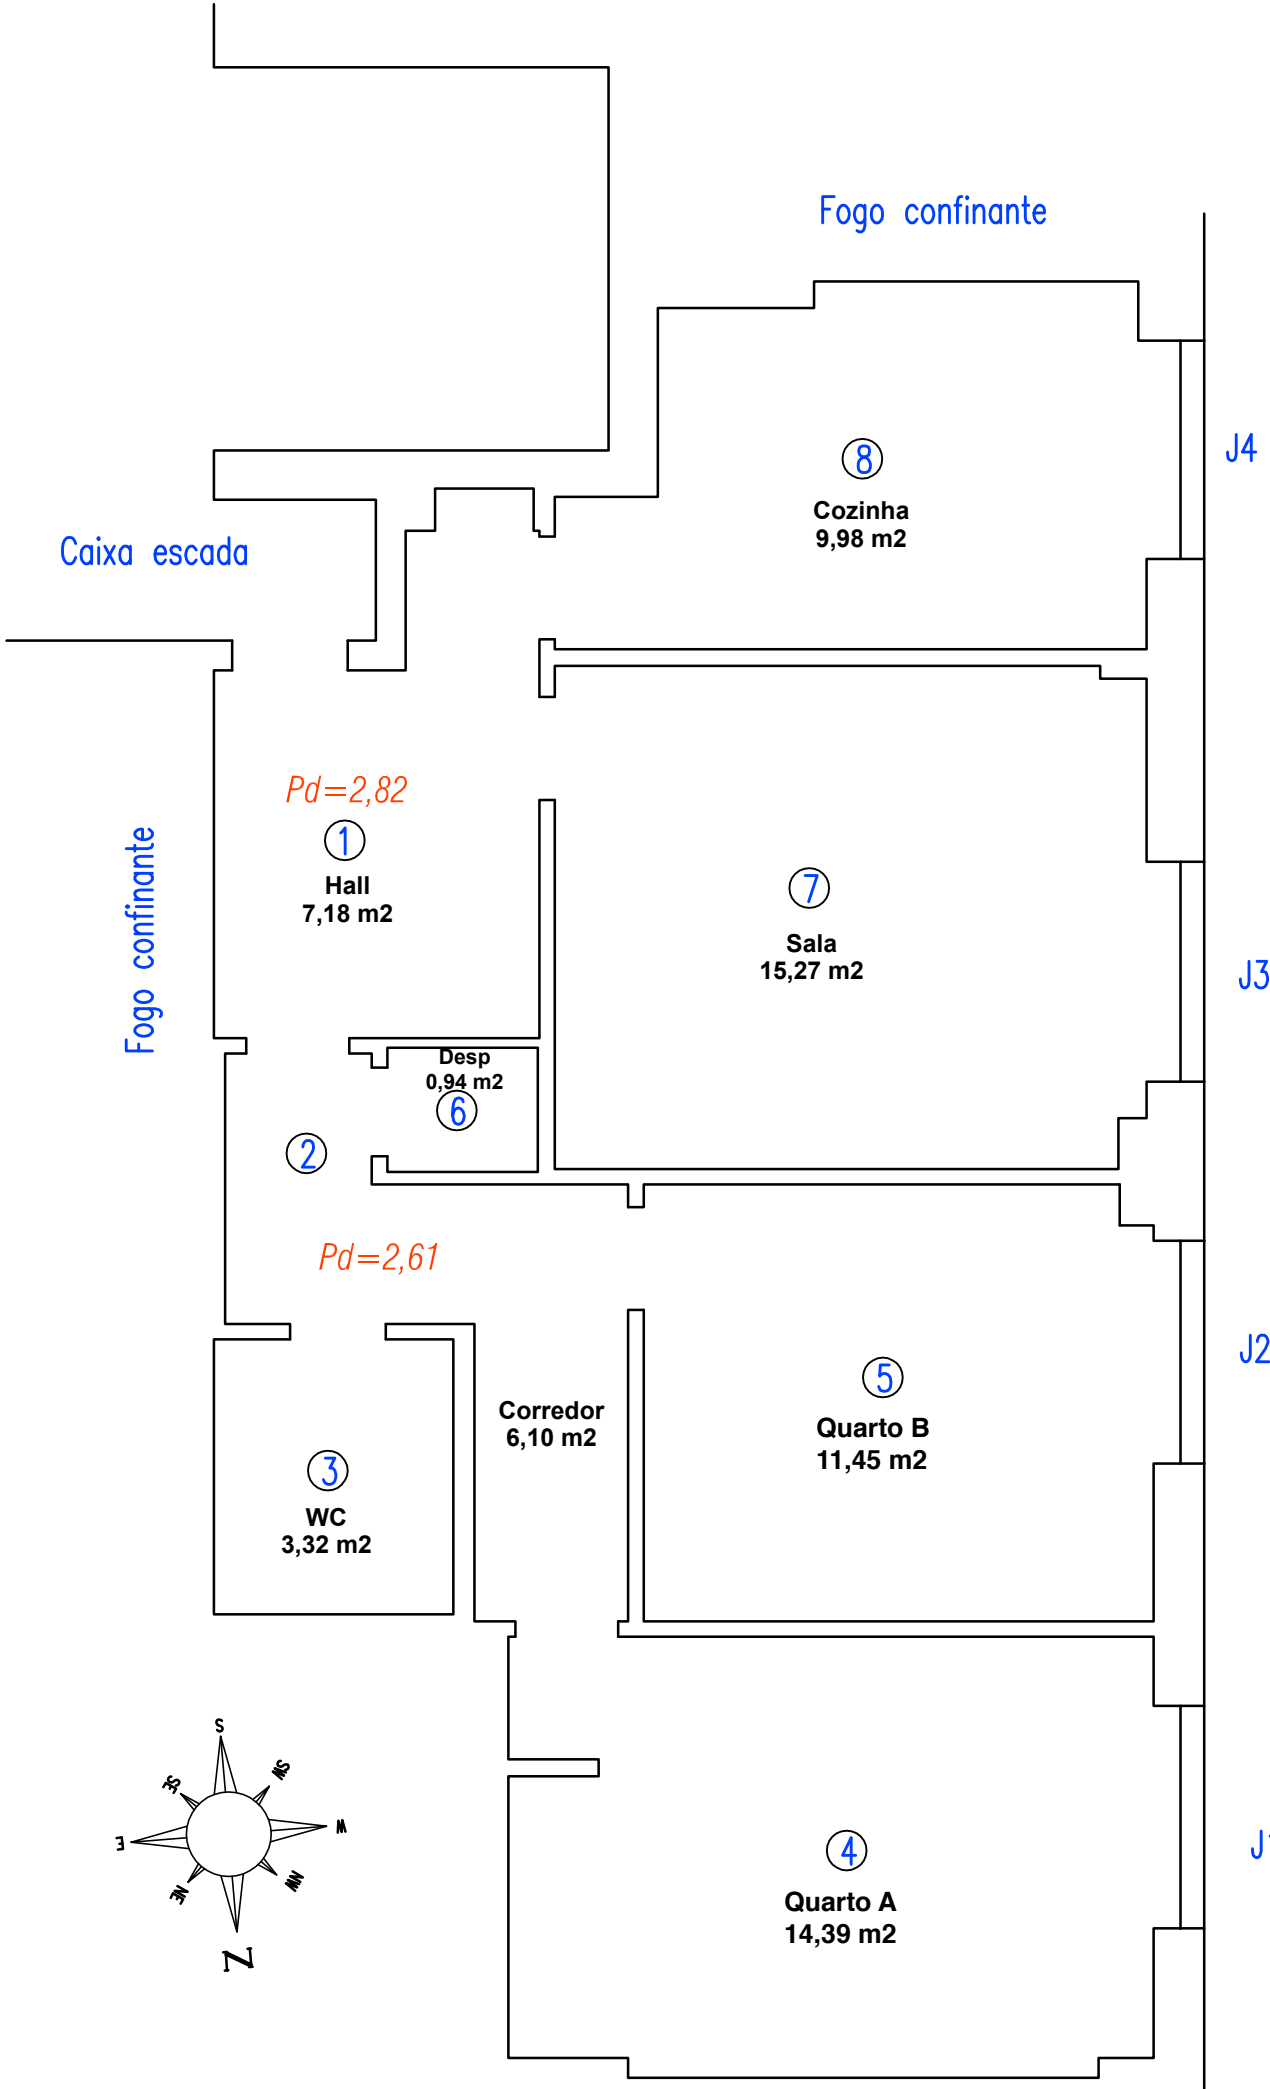 Fogo confinante
J4
8
Cozinha
9,98 m2
Caixa escada
Pd=2,82
1
Hall
7,18 m2
Fogo confinante
7
Sala
15,27 m2
J3
Desp
0,94 m2
6
2
Pd=2,61
J2
5
Quarto B
11,45 m2
Corredor
6,10 m2
3
WC
3,32 m2
S
SE
SW
E
W
NE
NW
N
J1
4
Quarto A
14,39 m2